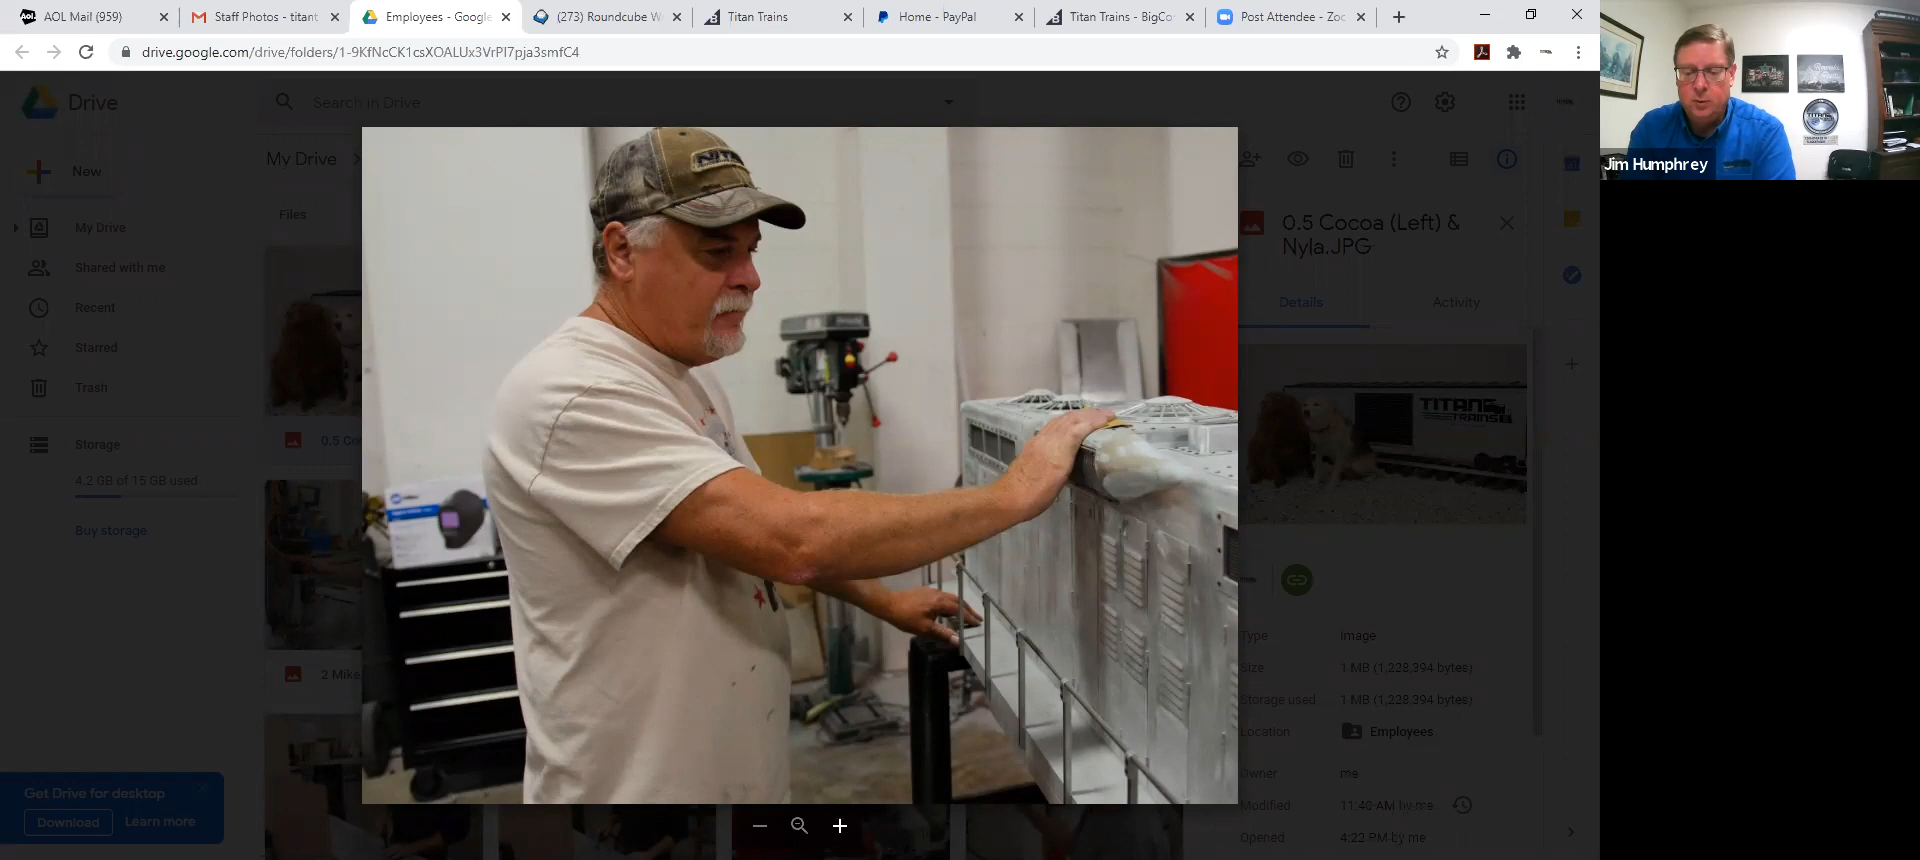 AOL Mail (959)
Staff Photos - titant
Employees - Google
(273) Roundcube W
Titan Trains
Home - PayPal
Titan Trains - BigCo
Post Attendee - Zoo
drive.google.com/drive/folders/1-9KfNcCK1csXOALUx3VrPI7pja3smfC4
Jim Humphrey
Drive
Search in Drive
My Drive
New
Files
0.5 Cocoa (Left) &
Nyla.JPG
My Drive
Shared with me
Recent
Details
Activity
Starred
Trash
TITAN
TRAINS
Storage
0.5 Co
4.2 GB of 15 GB used
Buy storage
Type
Image
2 Mike
Size
1 MB (1,228,394 bytes)
Storage used
1 MB (1,228,394 bytes)
Location
Employees
Owner
me
Get Drive for desktop
Modified
11:40 AM by me
Download
Learn more
Opened
4:22 PM by me